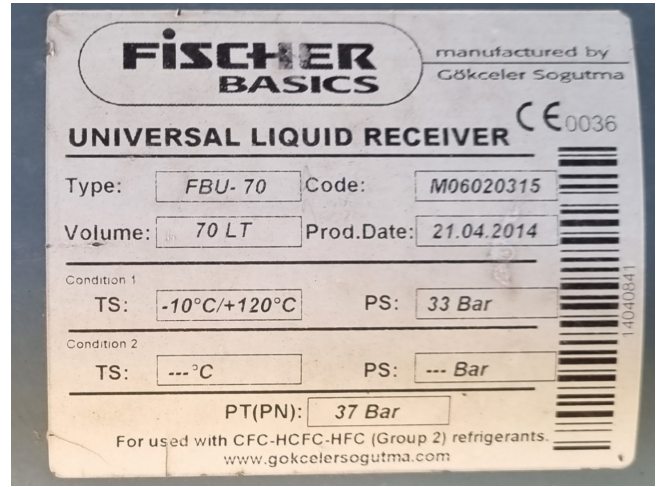 FİSCHER
BASICS
manufactured by
Gökceler Sogutma
CE0036
UNIVERSAL LIQUID RECEIVER
Type: FBU- 70 Code: M06020315
Volume: 70 LT Prod.Date: 21.04.2014
Condition 1
TS: -10°C/+120°C PS: 33 Bar
Condition 2
TS: ---°C PS: --- Bar
PT(PN): 37 Bar
For used with CFC-HCFC-HFC (Group 2) refrigerants.
www.gokcelersogutma.com
14040841